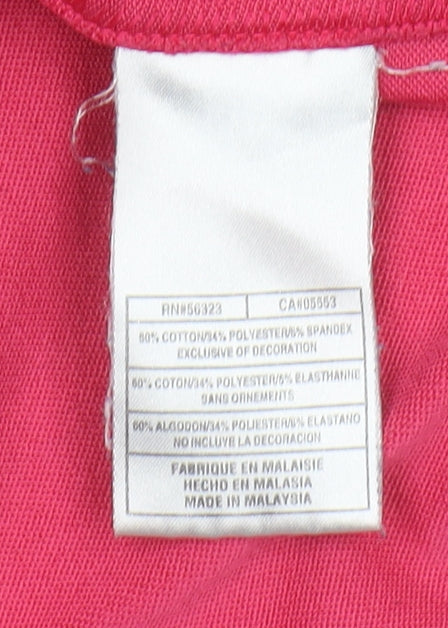 RN#56323 CA#05553
60% COTTON/34% POLYESTER/6% SPANDEX
EXCLUSIVE OF DECORATION
60% COTON/34% POLYESTER/6% ELASTHANNE
SANS ORNEMENTS
60% ALGODON/34% POLIESTER/6% ELASTANO
NO INCLUYE LA DECORACION
FABRIQUE EN MALAISIE
HECHO EN MALASIA
MADE IN MALAYSIA